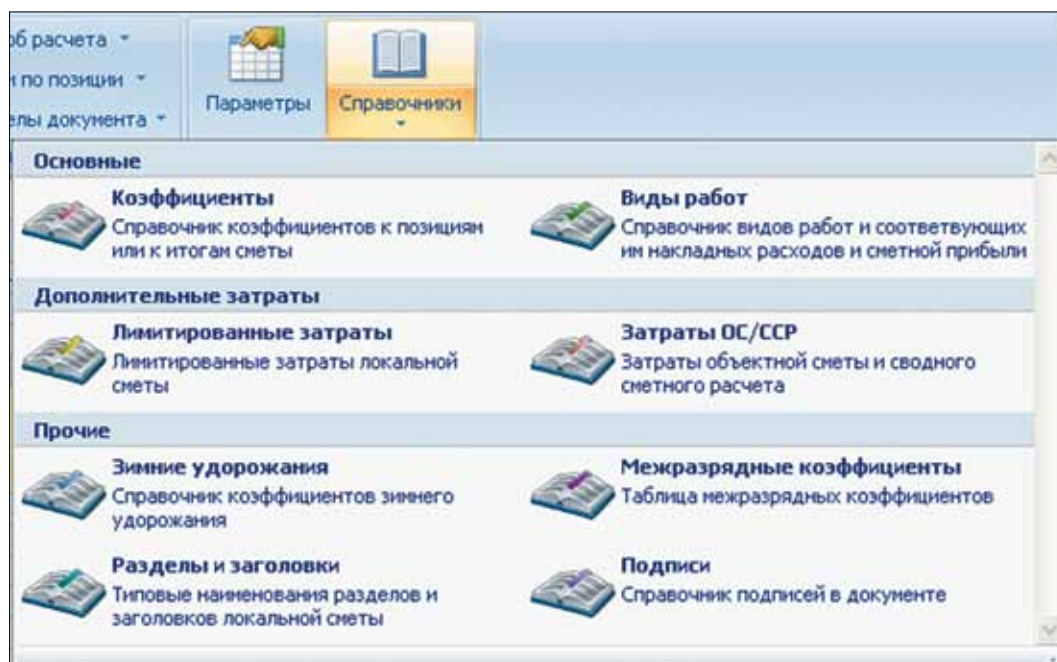 об расчета
и по позиции
елы документа
Параметры
Справочники
Основные
Коэффициенты
Справочник коэффициентов к позициям
или к итогам сметы
Виды работ
Справочник видов работ и соответвующих
им накладных расходов и сметной прибыли
Дополнительные затраты
Лимитированные затраты
Лимитированные затраты локальной
сметы
Затраты ОС/ССР
Затраты объектной сметы и сводного
сметного расчета
Прочие
Зимние удорожания
Справочник коэффициентов зимнего
удорожания
Межразрядные коэффициенты
Таблица межразрядных коэффициентов
Разделы и заголовки
Типовые наименования разделов и
заголовков локальной сметы
Подписи
Справочник подписей в документе